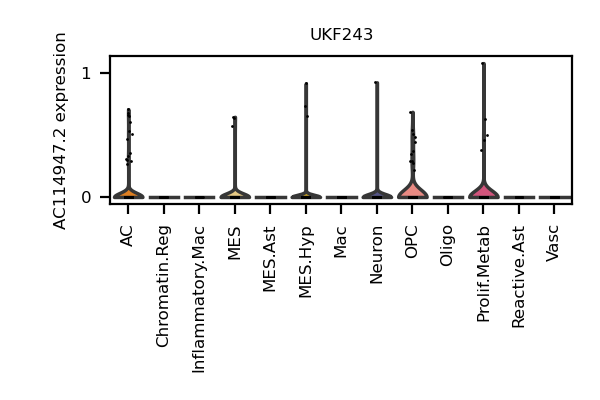 UKF243
AC114947.2 expression
1
0
AC
Chromatin.Reg
Inflammatory.Mac
MES
MES.Ast
MES.Hyp
Mac
Neuron
OPC
Oligo
Prolif.Metab
Reactive.Ast
Vasc